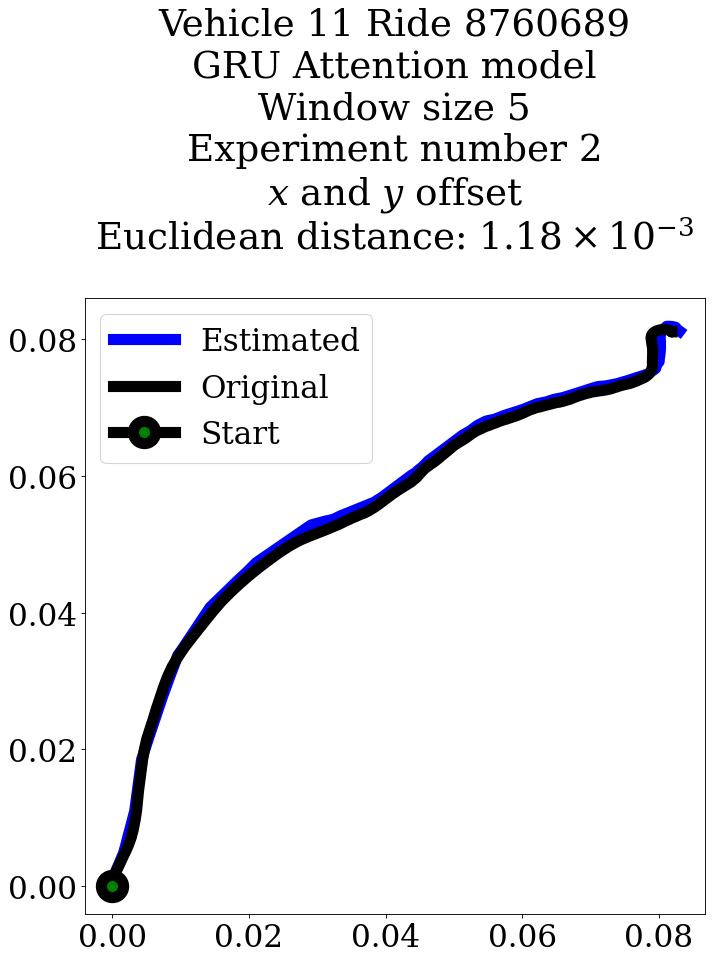 Vehicle 11 Ride 8760689
GRU Attention model
Window size 5
Experiment number 2
x and y offset
Euclidean distance: 1.18 × 10⁻³
Estimated
Original
Start
0.08
0.06
0.04
0.02
0.00
0.00 0.02 0.04 0.06 0.08